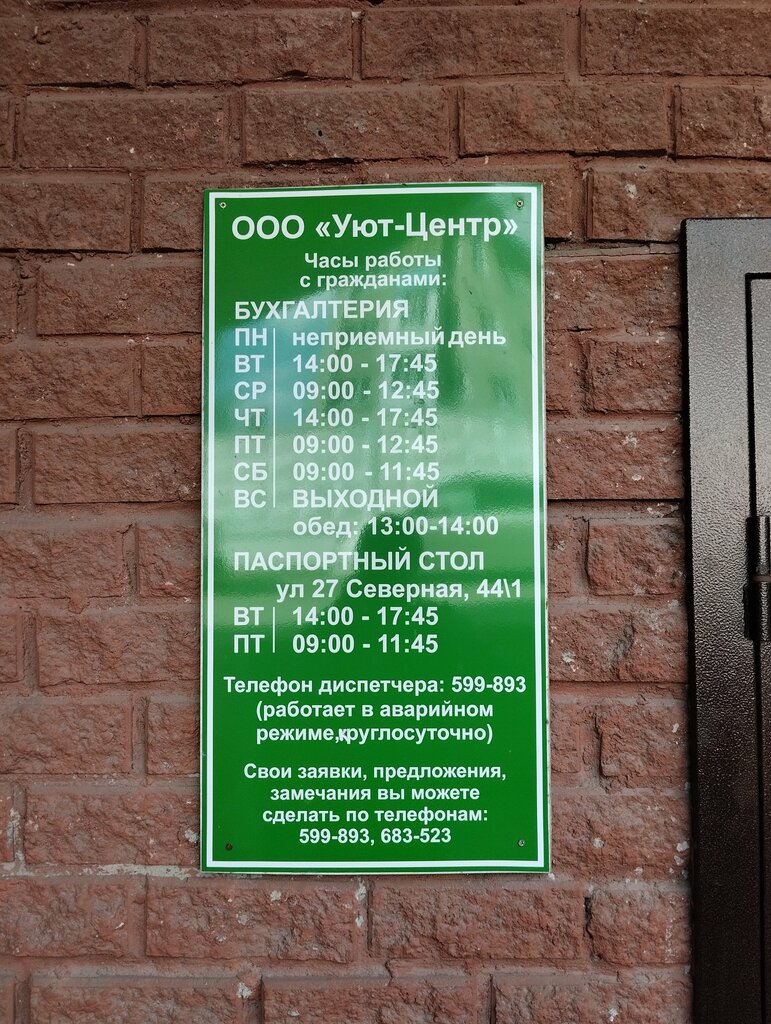 ООО «Уют-Центр»
Часы работы
с гражданами:
БУХГАЛТЕРИЯ
ПН неприемный день
ВТ 14:00 - 17:45
СР 09:00 - 12:45
ЧТ 14:00 - 17:45
ПТ 09:00 - 12:45
СБ 09:00 - 11:45
ВС ВЫХОДНОЙ
обед: 13:00-14:00
ПАСПОРТНЫЙ СТОЛ
ул 27 Северная, 44\1
ВТ 14:00 - 17:45
ПТ 09:00 - 11:45
Телефон диспетчера: 599-893
(работает в аварийном
режиме,круглосуточно)
Свои заявки, предложения,
замечания вы можете
сделать по телефонам:
599-893, 683-523